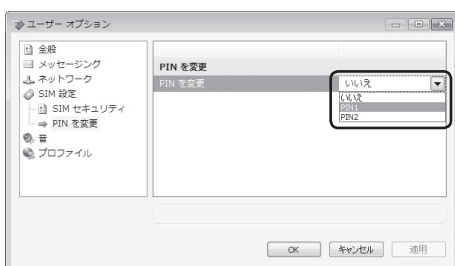 ユーザー オプション
全般
メッセージング
ネットワーク
SIM 設定
SIM セキュリティ
PIN を変更
音
プロファイル
PIN を変更
PIN を変更
いいえ
いいえ
PIN1
PIN2
OK
キャンセル
適用